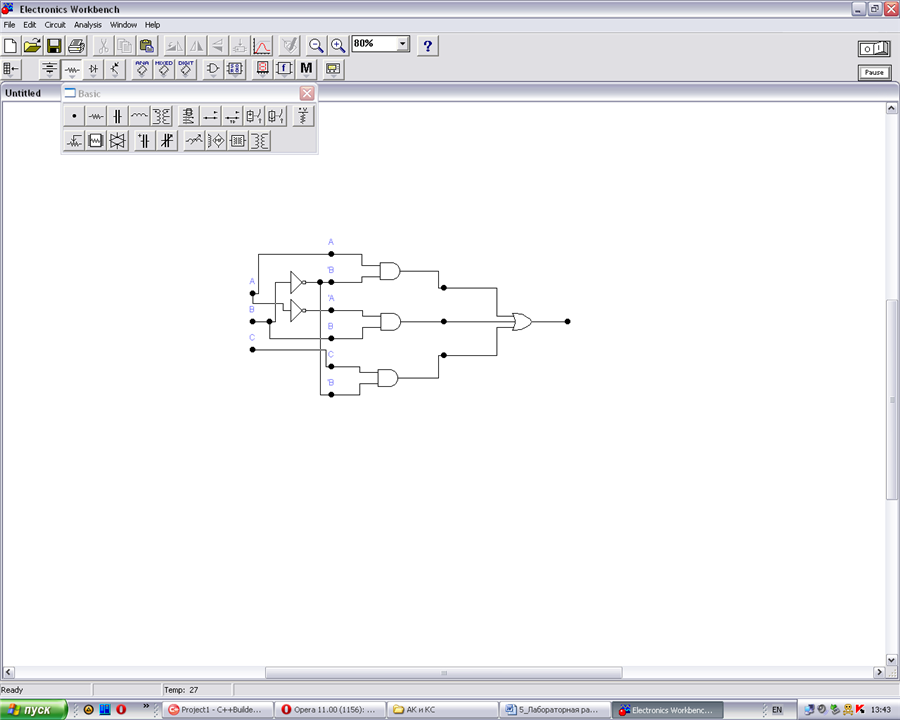 Electronics Workbench
File Edit Circuit Analysis Window Help
80%
?
ANA MIXED DIGIT
M
Pause
Untitled
Basic
A
'B
A
'A
B
B
C
C
'B
Ready
Temp: 27
пуск
»
Project1 - C++Builde...
Opera 11.00 (1156): ...
АК и КС
5_Лабораторная ра...
Electronics Workbenc...
EN
13:43